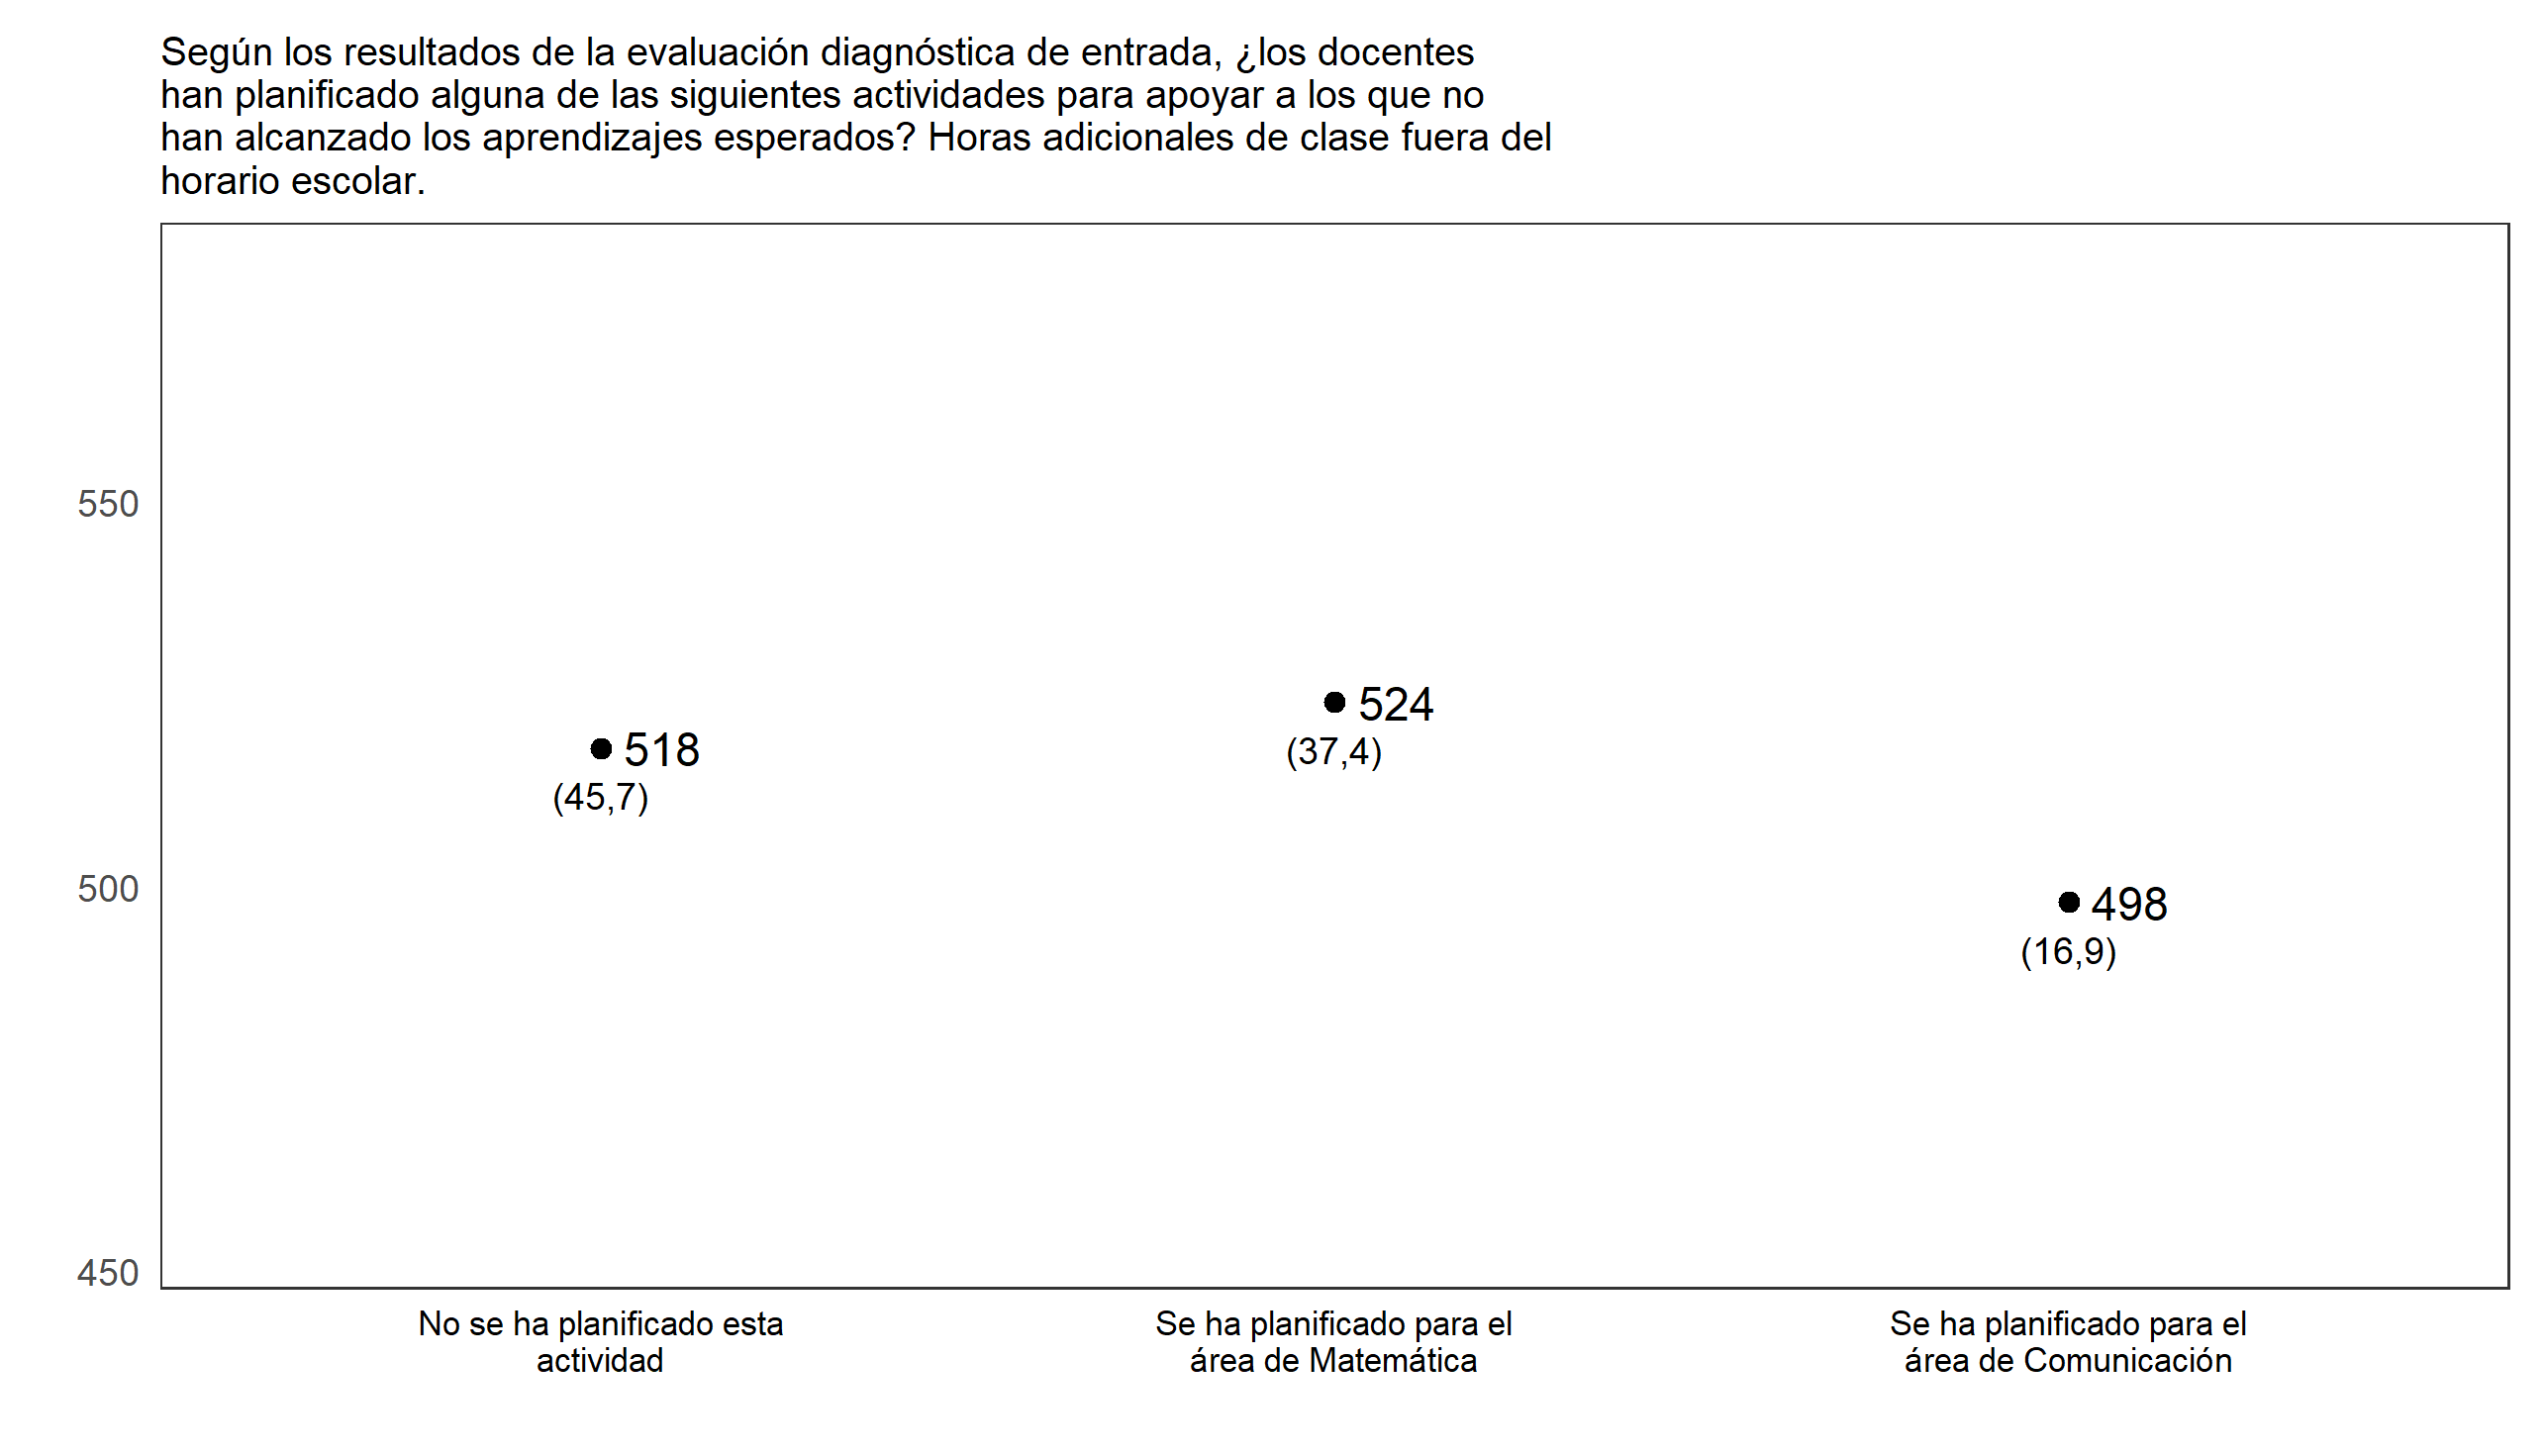 Según los resultados de la evaluación diagnóstica de entrada, ¿los docentes
han planificado alguna de las siguientes actividades para apoyar a los que no
han alcanzado los aprendizajes esperados? Horas adicionales de clase fuera del
horario escolar.
550
500
450
518
(45,7)
524
(37,4)
498
(16,9)
No se ha planificado esta
actividad
Se ha planificado para el
área de Matemática
Se ha planificado para el
área de Comunicación